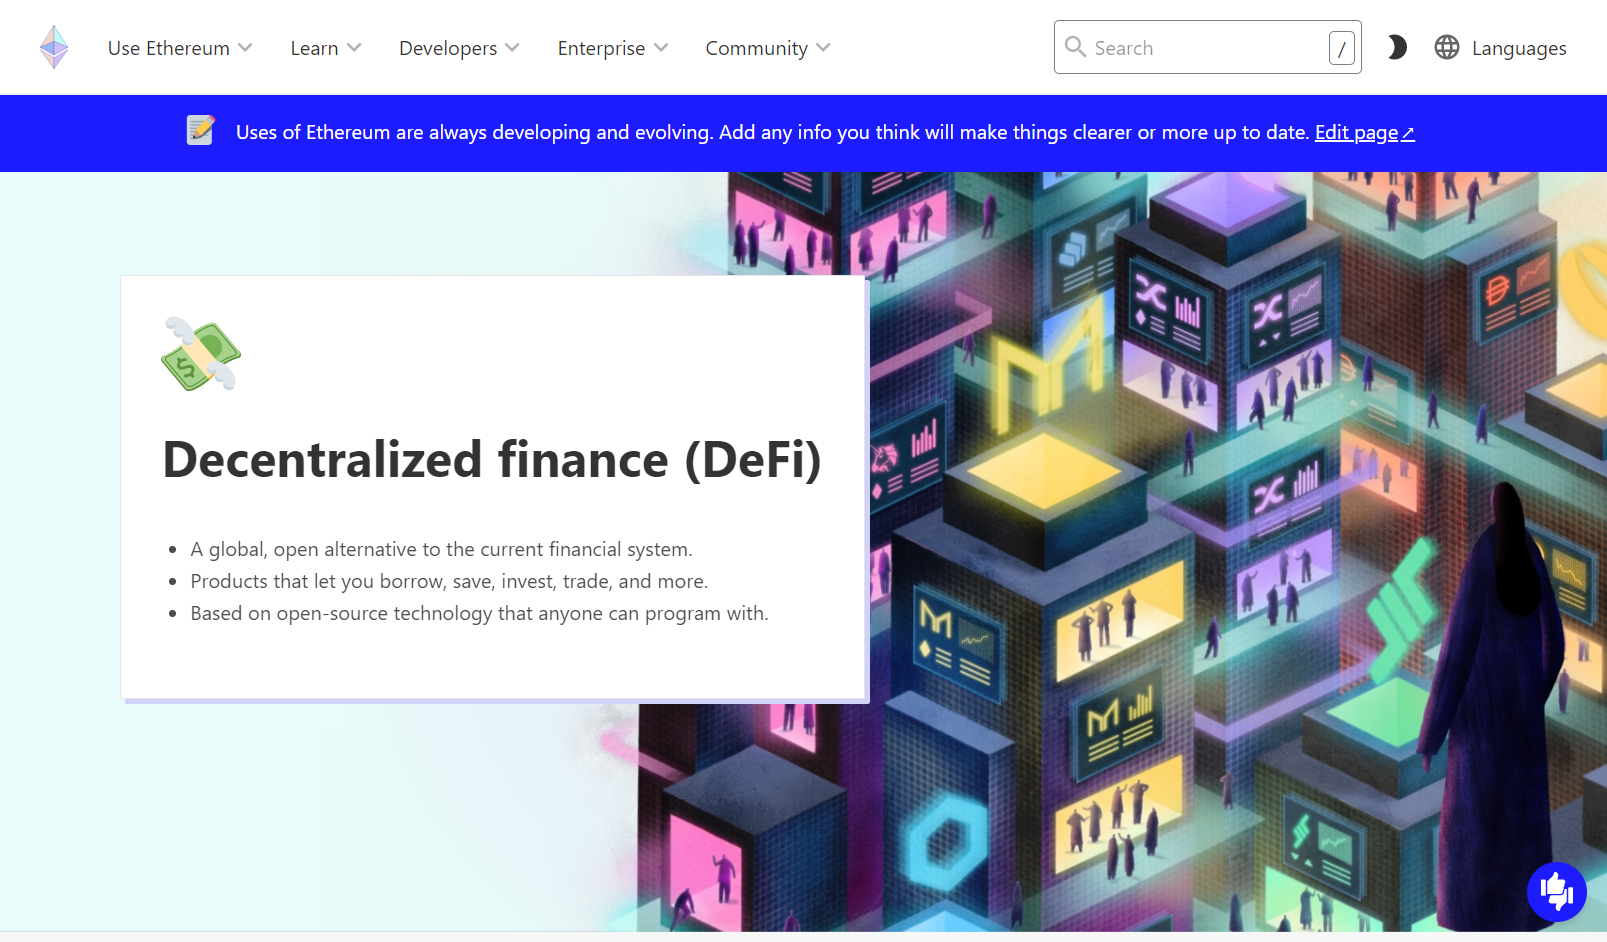 Use Ethereum Learn Developers Enterprise Community Search / Languages
Uses of Ethereum are always developing and evolving. Add any info you think will make things clearer or more up to date. Edit page↗
Decentralized finance (DeFi)
• A global, open alternative to the current financial system.
• Products that let you borrow, save, invest, trade, and more.
• Based on open-source technology that anyone can program with.